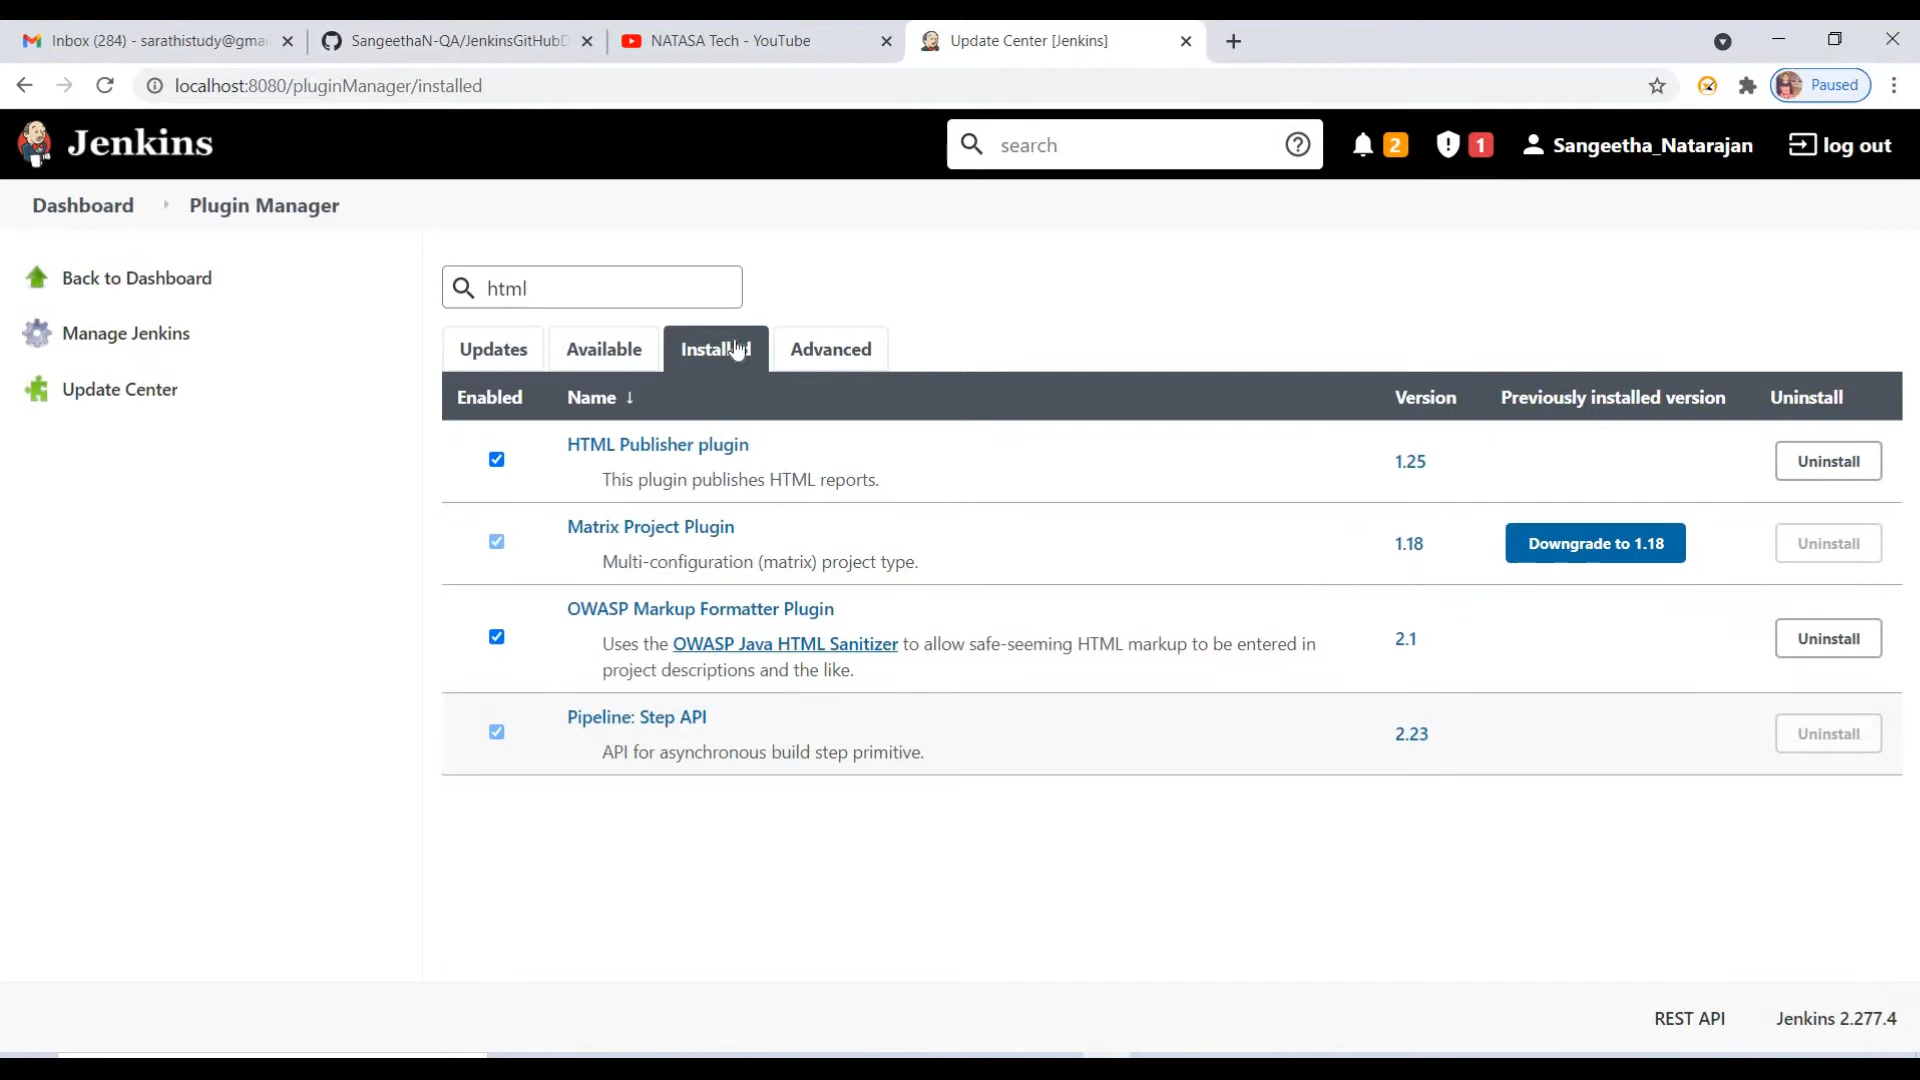 Inbox (284) - sarathistudy@gma
SangeethaN-QA/JenkinsGitHubD
NATASA Tech - YouTube
Update Center [Jenkins]
localhost:8080/pluginManager/installed
Paused
Jenkins
search
2
1
Sangeetha_Natarajan
log out
Dashboard
Plugin Manager
Back to Dashboard
Manage Jenkins
Update Center
html
Updates
Available
Installed
Advanced
Enabled
Name ↓
Version
Previously installed version
Uninstall
HTML Publisher plugin
This plugin publishes HTML reports.
1.25
Uninstall
Matrix Project Plugin
Multi-configuration (matrix) project type.
1.18
Downgrade to 1.18
Uninstall
OWASP Markup Formatter Plugin
Uses the OWASP Java HTML Sanitizer to allow safe-seeming HTML markup to be entered in
project descriptions and the like.
2.1
Uninstall
Pipeline: Step API
API for asynchronous build step primitive.
2.23
Uninstall
REST API
Jenkins 2.277.4